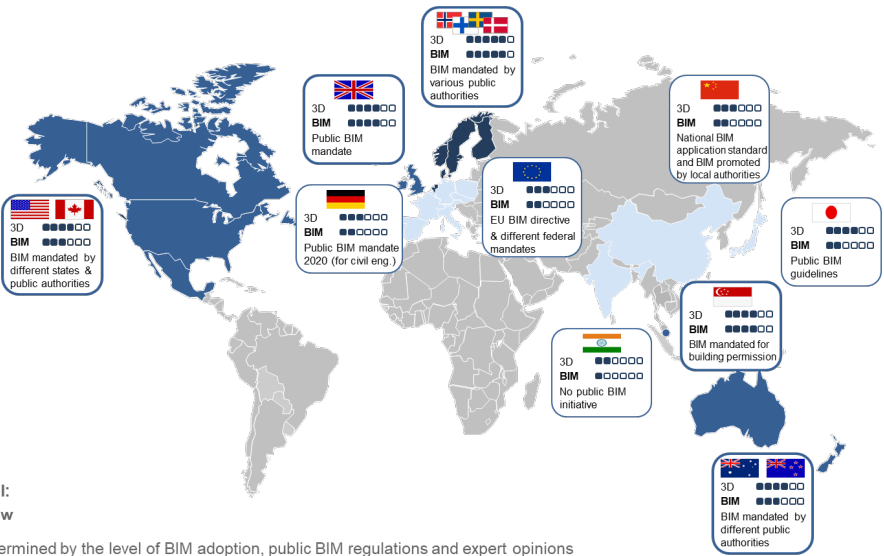 3D
BIM
BIM mandated by
various public
authorities
3D
BIM
Public BIM
mandate
3D
BIM
National BIM
application standard
and BIM promoted
by local authorities
3D
BIM
EU BIM directive
& different federal
mandates
3D
BIM
Public BIM mandate
2020 (for civil eng.)
3D
BIM
BIM mandated by
different states &
public authorities
3D
BIM
Public BIM
guidelines
3D
BIM
BIM mandated for
building permission
3D
BIM
No public BIM
initiative
3D
BIM
BIM mandated by
different public
authorities
l:
w
ermined by the level of BIM adoption, public BIM regulations and expert opinions